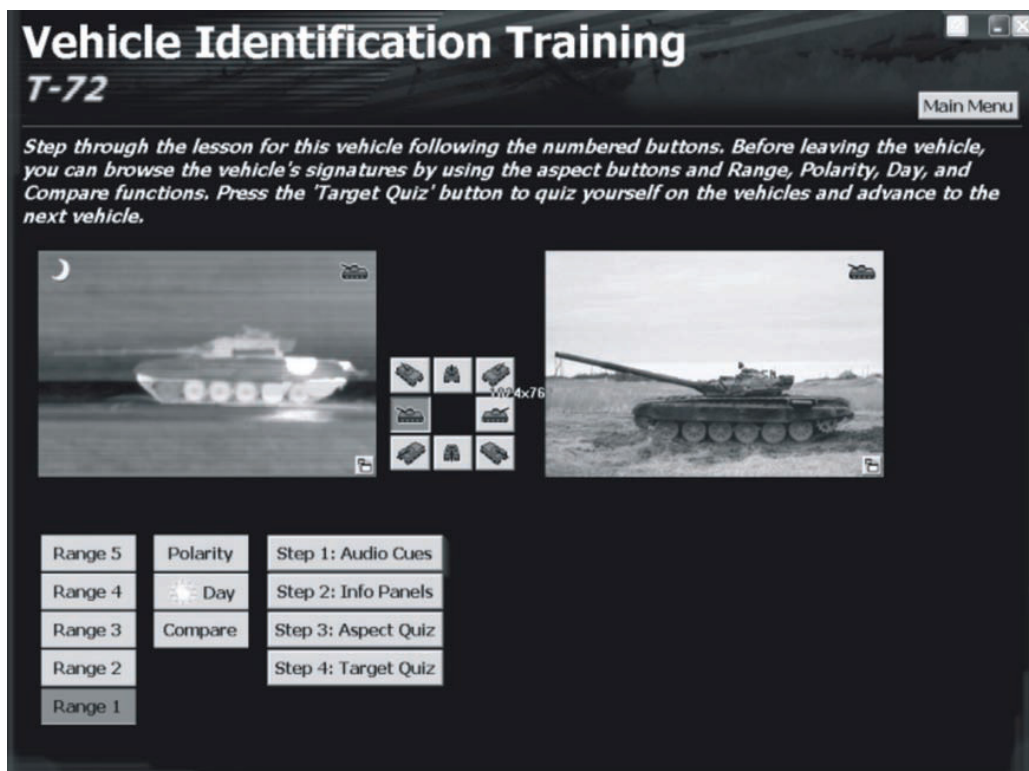 Vehicle Identification Training
T-72
Main Menu
Step through the lesson for this vehicle following the numbered buttons. Before leaving the vehicle,
you can browse the vehicle's signatures by using the aspect buttons and Range, Polarity, Day, and
Compare functions. Press the 'Target Quiz' button to quiz yourself on the vehicles and advance to the
next vehicle.
Range 5
Range 4
Range 3
Range 2
Range 1
Polarity
Day
Compare
Step 1: Audio Cues
Step 2: Info Panels
Step 3: Aspect Quiz
Step 4: Target Quiz